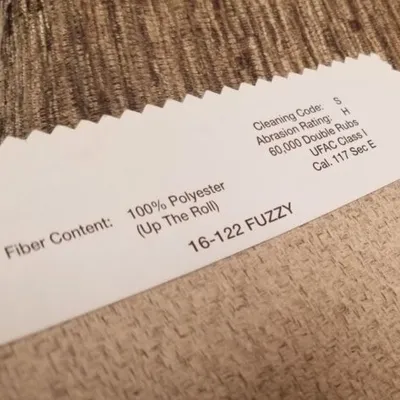 Cleaning Code: S
Abrasion Rating: H
60,000 Double Rubs
UFAC Class I
Cal. 117 Sec E
Fiber Content: 100% Polyester
(Up The Roll)
16-122 FUZZY